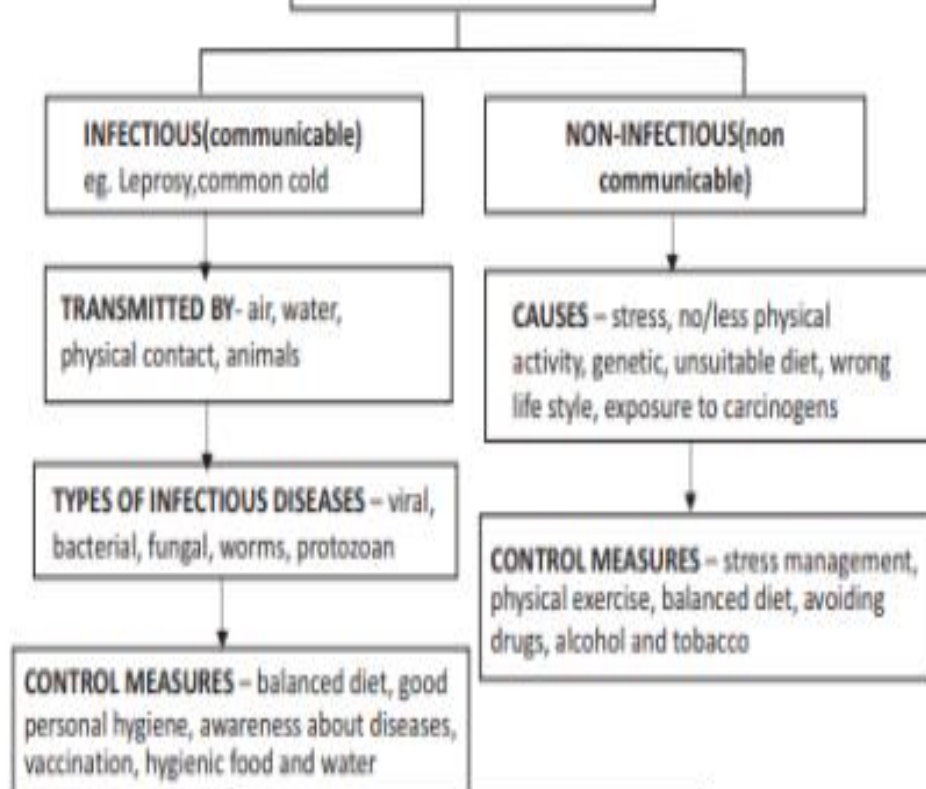 INFECTIOUS(communicable)
eg. Leprosy,common cold
NON-INFECTIOUS(non
communicable)
TRANSMITTED BY- air, water,
physical contact, animals
CAUSES – stress, no/less physical
activity, genetic, unsuitable diet, wrong
life style, exposure to carcinogens
TYPES OF INFECTIOUS DISEASES – viral,
bacterial, fungal, worms, protozoan
CONTROL MEASURES – stress management,
physical exercise, balanced diet, avoiding
drugs, alcohol and tobacco
CONTROL MEASURES – balanced diet, good
personal hygiene, awareness about diseases,
vaccination, hygienic food and water